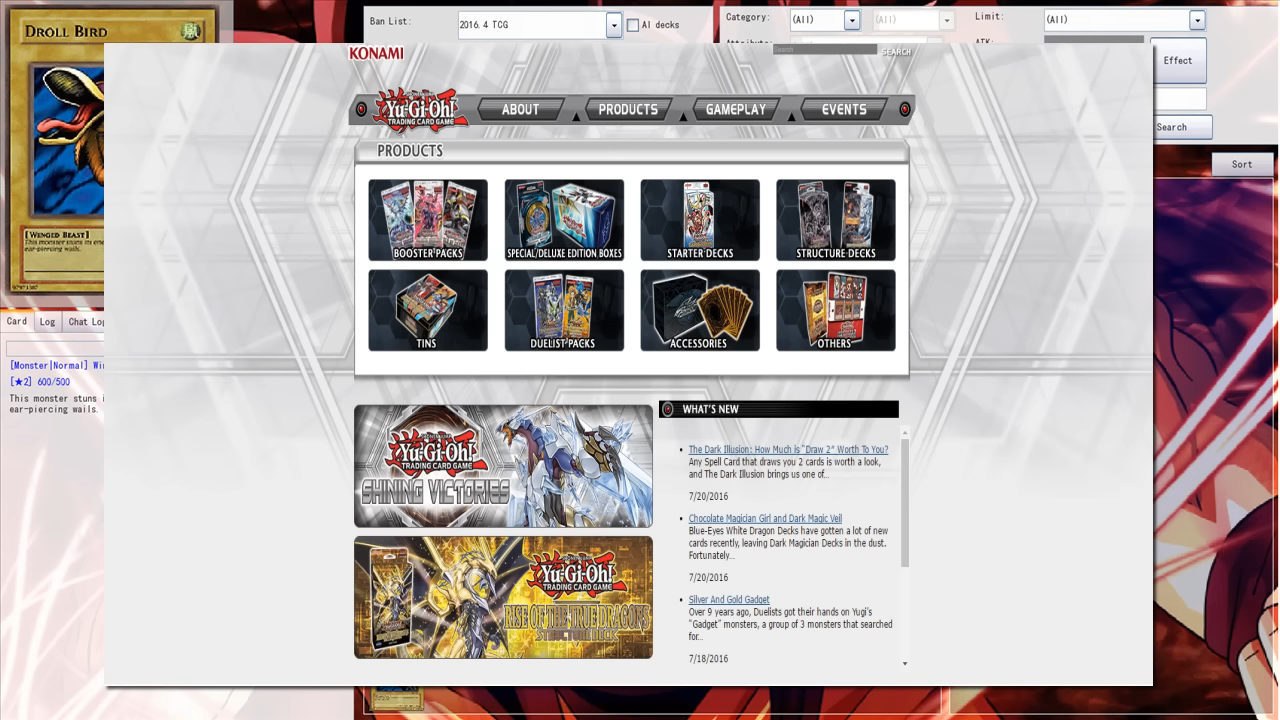 DROLL BIRD
[WINGED BEAST]
Card
Log
Chat Log
[Monster|Normal] Wi
[★2] 600/500
This monster stuns i
ear-piercing wails.
Ban List:
2016. 4 TCG
AI decks
Category:
(All)
(All)
Limit:
(All)
Effect
Search
Sort
KONAMI
Search
SEARCH
Yu-Gi-Oh!
TRADING CARD GAME
ABOUT
PRODUCTS
GAMEPLAY
EVENTS
PRODUCTS
BOOSTER PACKS
SPECIAL/DELUXE EDITION BOXES
STARTER DECKS
STRUCTURE DECKS
TINS
DUELIST PACKS
ACCESSORIES
OTHERS
Yu-Gi-Oh!
TRADING CARD GAME
SHINING VICTORIES
Yu-Gi-Oh!
TRADING CARD GAME
RISE OF THE TRUE DRAGONS
STRUCTURE DECK
WHAT'S NEW
The Dark Illusion: How Much is "Draw 2" Worth To You?
Any Spell Card that draws you 2 cards is worth a look,
and The Dark Illusion brings us one of...
7/20/2016
Chocolate Magician Girl and Dark Magic Veil
Blue-Eyes White Dragon Decks have gotten a lot of new
cards recently, leaving Dark Magician Decks in the dust.
Fortunately...
7/20/2016
Silver And Gold Gadget
Over 9 years ago, Duelists got their hands on Yugi's
"Gadget" monsters, a group of 3 monsters that searched
for...
7/18/2016